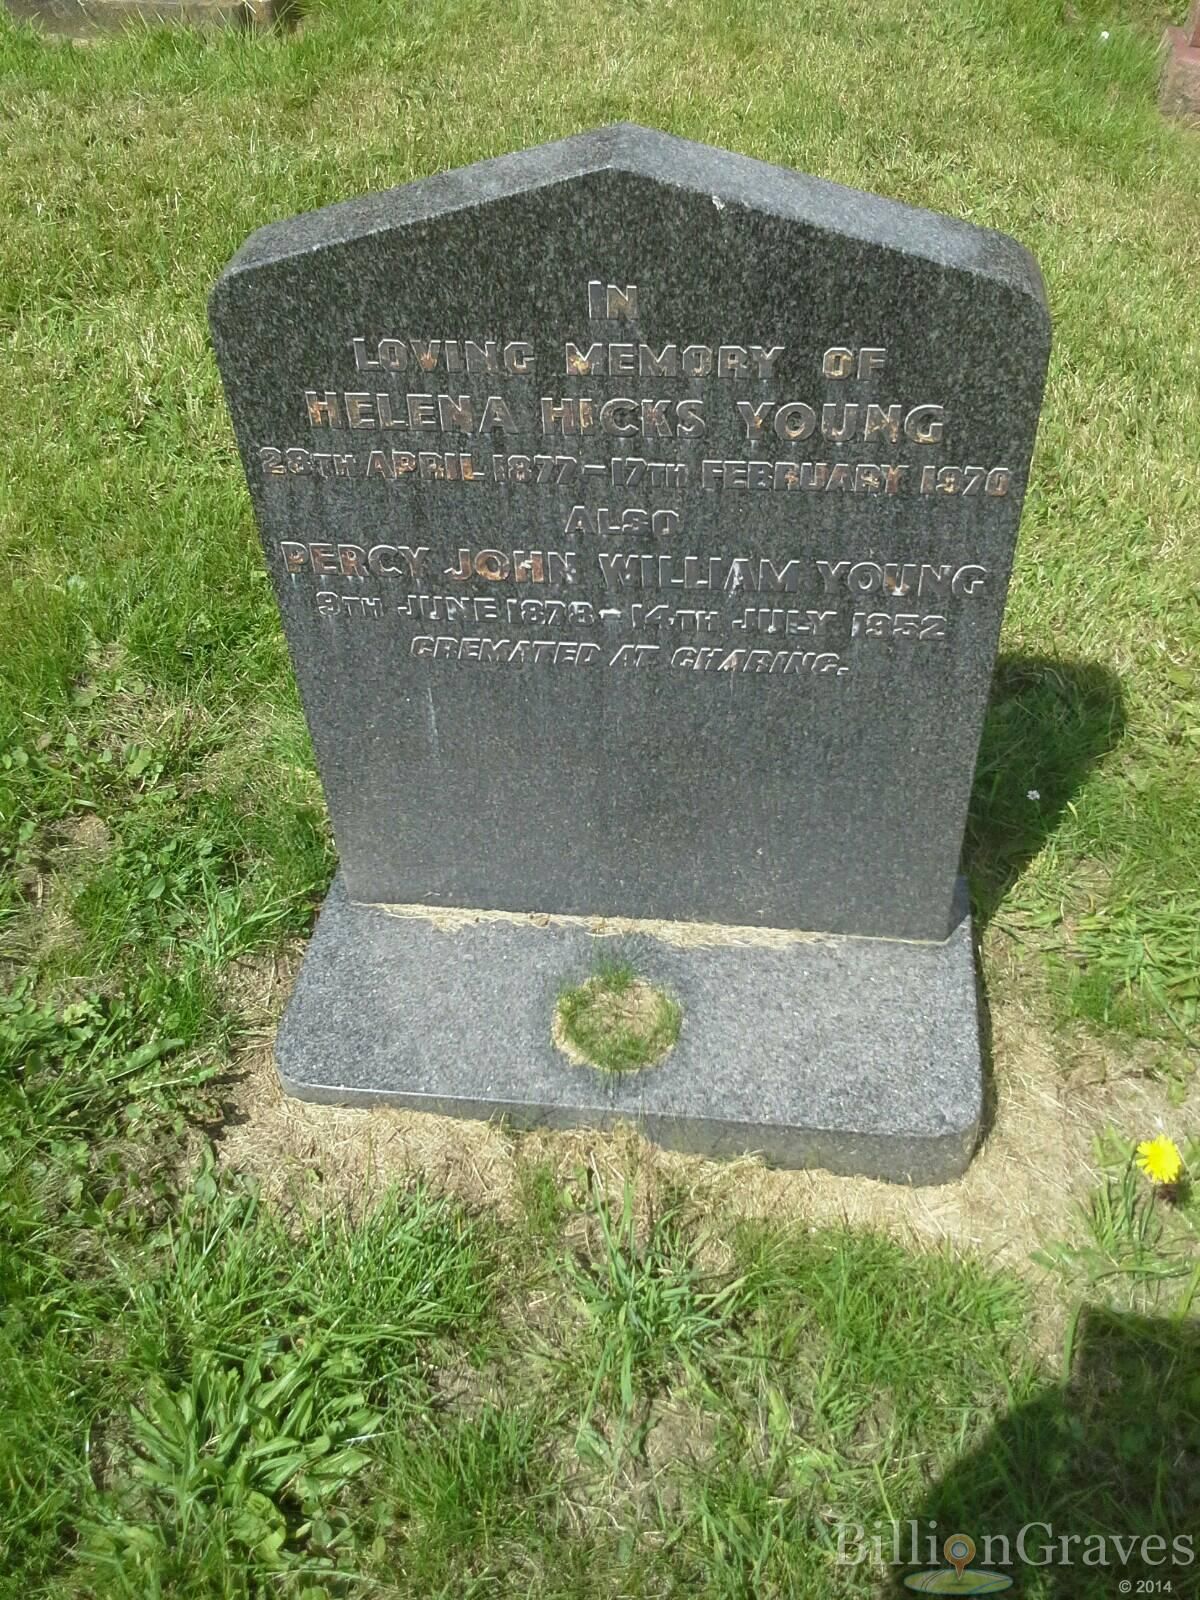 IN
LOVING MEMORY OF
HELENA HICKS YOUNG
28TH APRIL 1877-17TH FEBRUARY 1970
ALSO
PERCY JOHN WILLIAM YOUNG
9TH JUNE 1878-14TH JULY 1952
CREMATED AT CHARING.
BillionGraves
© 2014